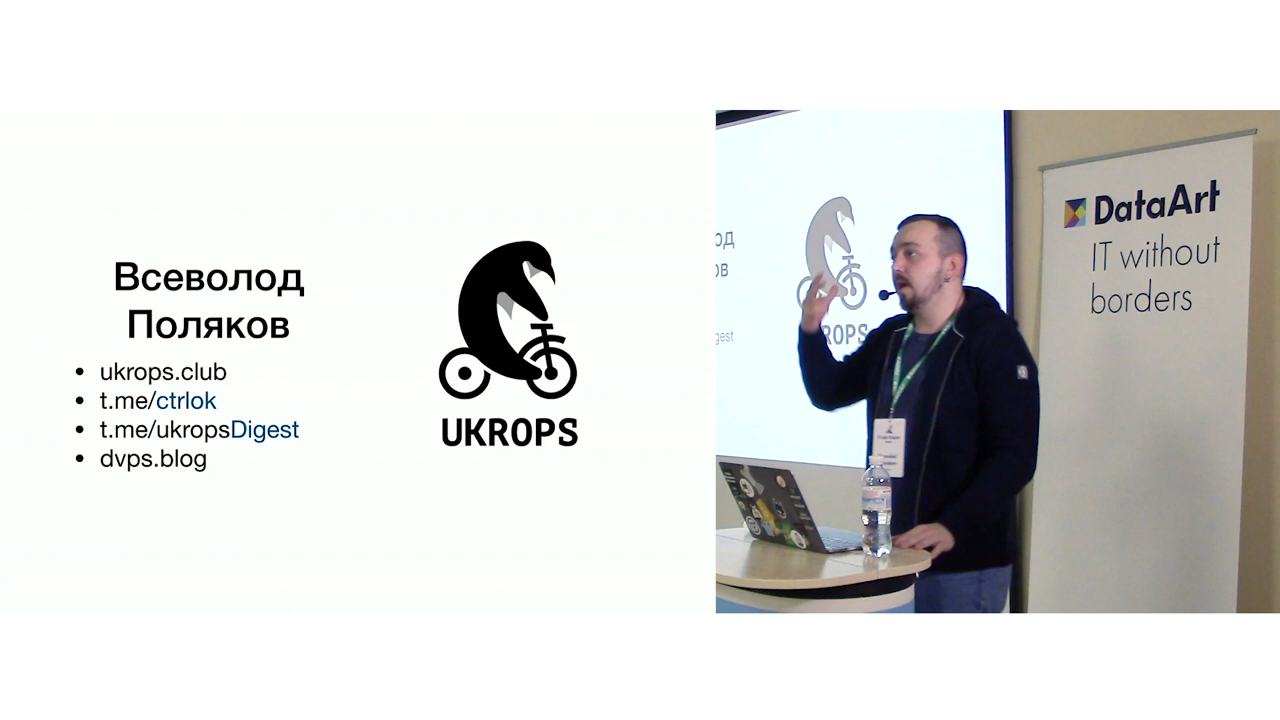 Всеволод
Поляков
ukrops.club
t.me/ctrlok
t.me/ukropsDigest
dvps.blog
UKROPS
DataArt
IT without
borders